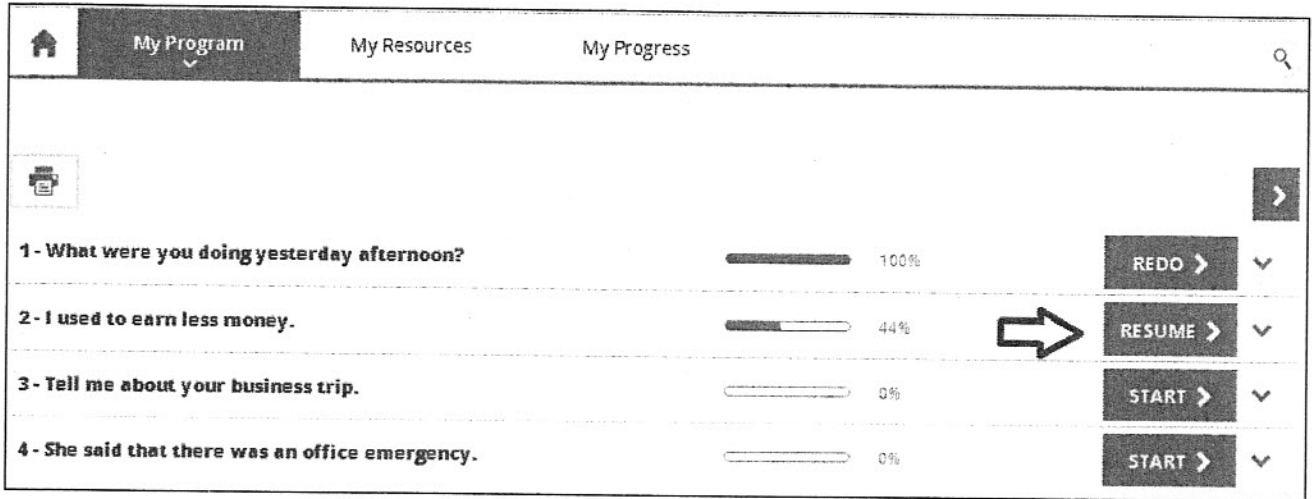 My Program My Resources My Progress
1 - What were you doing yesterday afternoon? 100% REDO
2 - I used to earn less money. 44% RESUME
3 - Tell me about your business trip. 0% START
4 - She said that there was an office emergency. 0% START